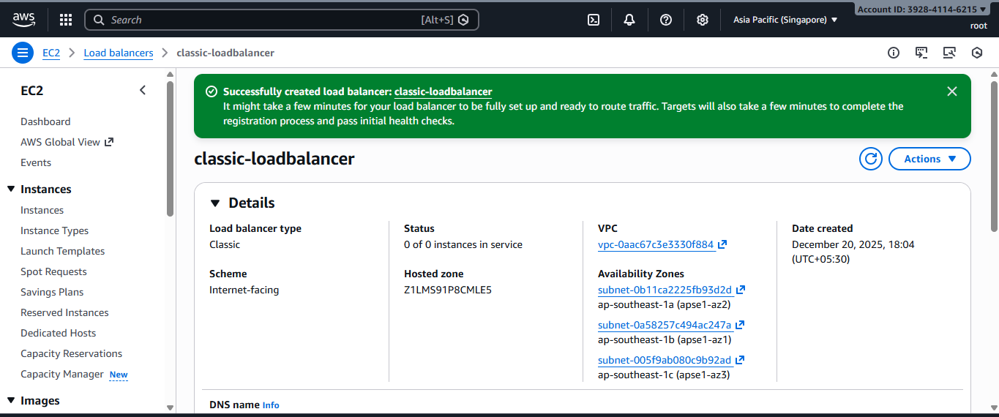 aws
Search
[Alt+S]
Asia Pacific (Singapore)
Account ID: 3928-4114-6215
root
EC2
Load balancers
classic-loadbalancer
EC2
Dashboard
AWS Global View
Events
Instances
Instances
Instance Types
Launch Templates
Spot Requests
Savings Plans
Reserved Instances
Dedicated Hosts
Capacity Reservations
Capacity Manager New
Images
Successfully created load balancer: classic-loadbalancer
It might take a few minutes for your load balancer to be fully set up and ready to route traffic. Targets will also take a few minutes to complete the
registration process and pass initial health checks.
classic-loadbalancer
Actions
Details
Load balancer type
Classic
Scheme
Internet-facing
Status
0 of 0 instances in service
Hosted zone
Z1LMS91P8CMLE5
VPC
vpc-0aac67c3e3330f884
Availability Zones
subnet-0b11ca2225fb93d2d
ap-southeast-1a (apse1-az2)
subnet-0a58257c494ac247a
ap-southeast-1b (apse1-az1)
subnet-005f9ab080c9b92ad
ap-southeast-1c (apse1-az3)
Date created
December 20, 2025, 18:04
(UTC+05:30)
DNS name Info